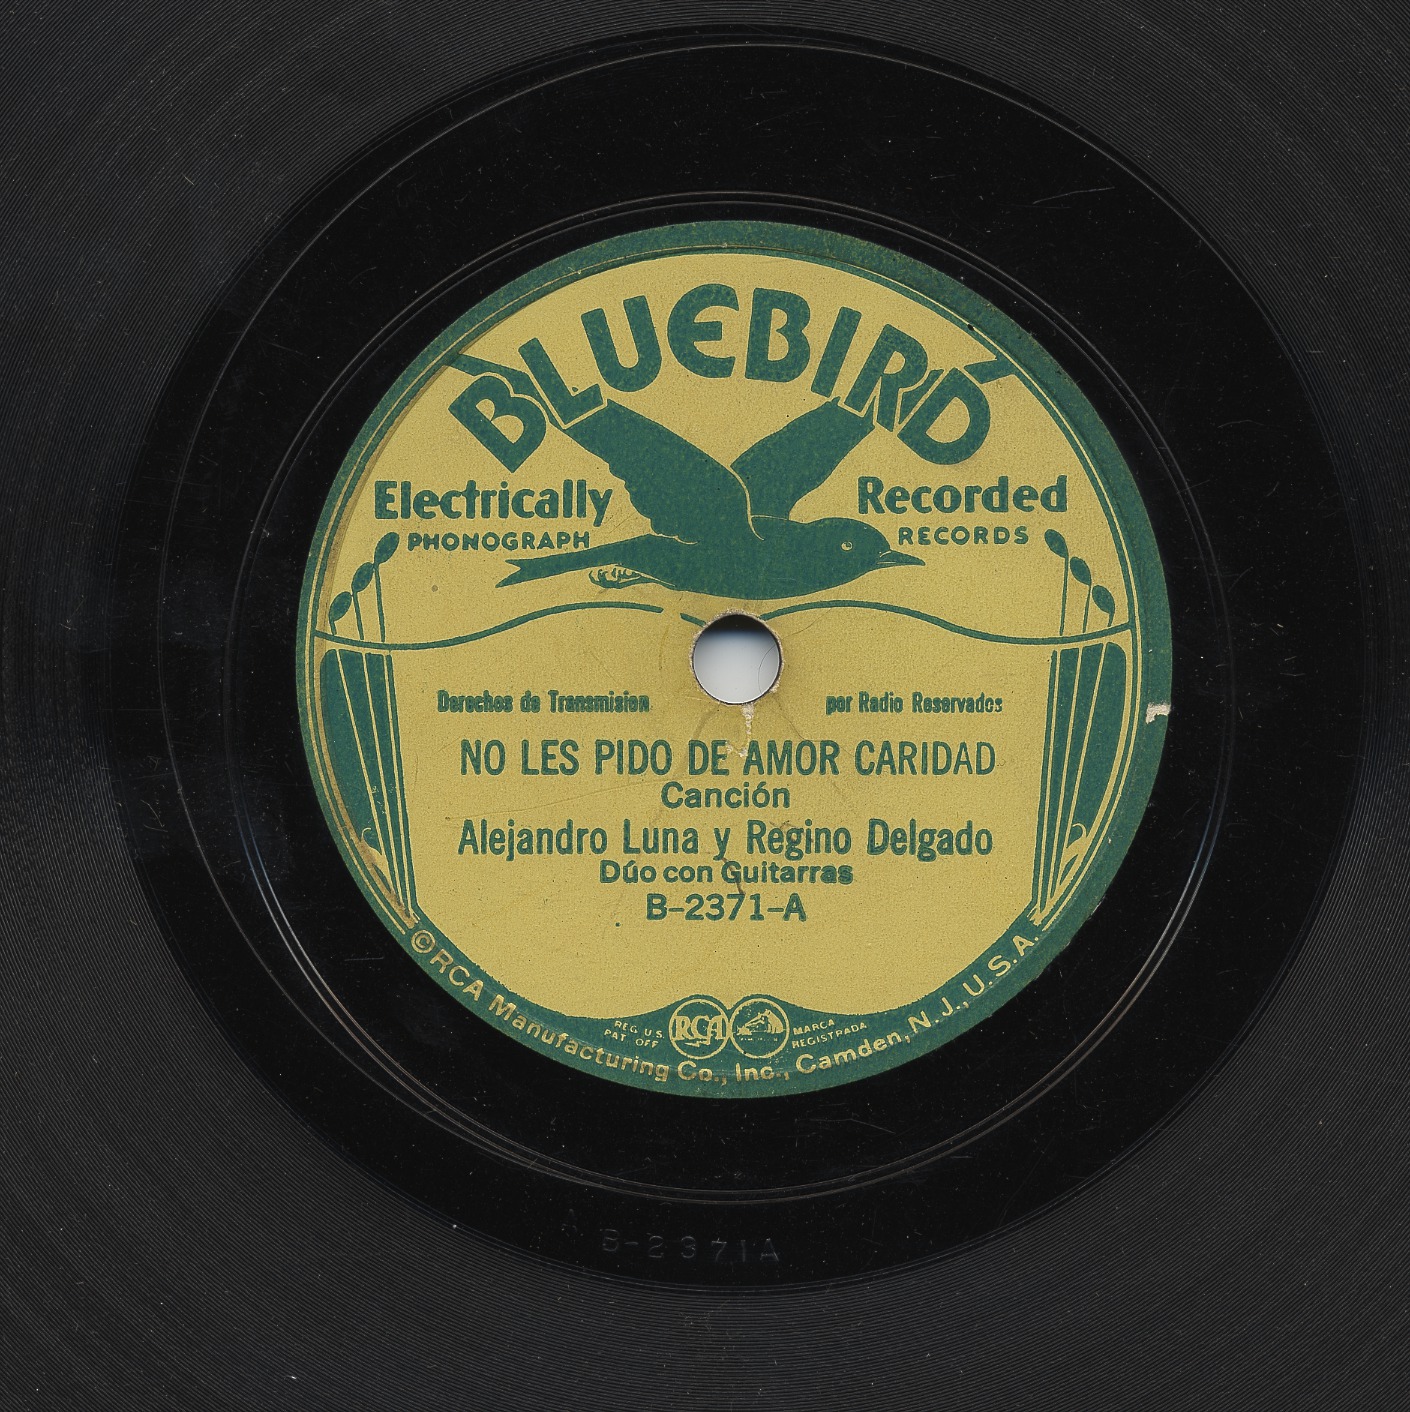 BLUEBIRD
Electrically Recorded
PHONOGRAPH RECORDS
Derechos de Transmision por Radio Reservados
NO LES PIDO DE AMOR CARIDAD
Canción
Alejandro Luna y Regino Delgado
Dúo con Guitarras
B-2371-A
REG. U.S. PAT. OFF
RCA
MARCA REGISTRADA
©RCA Manufacturing Co., Inc., Camden, N. J., U. S. A.
B-2371A